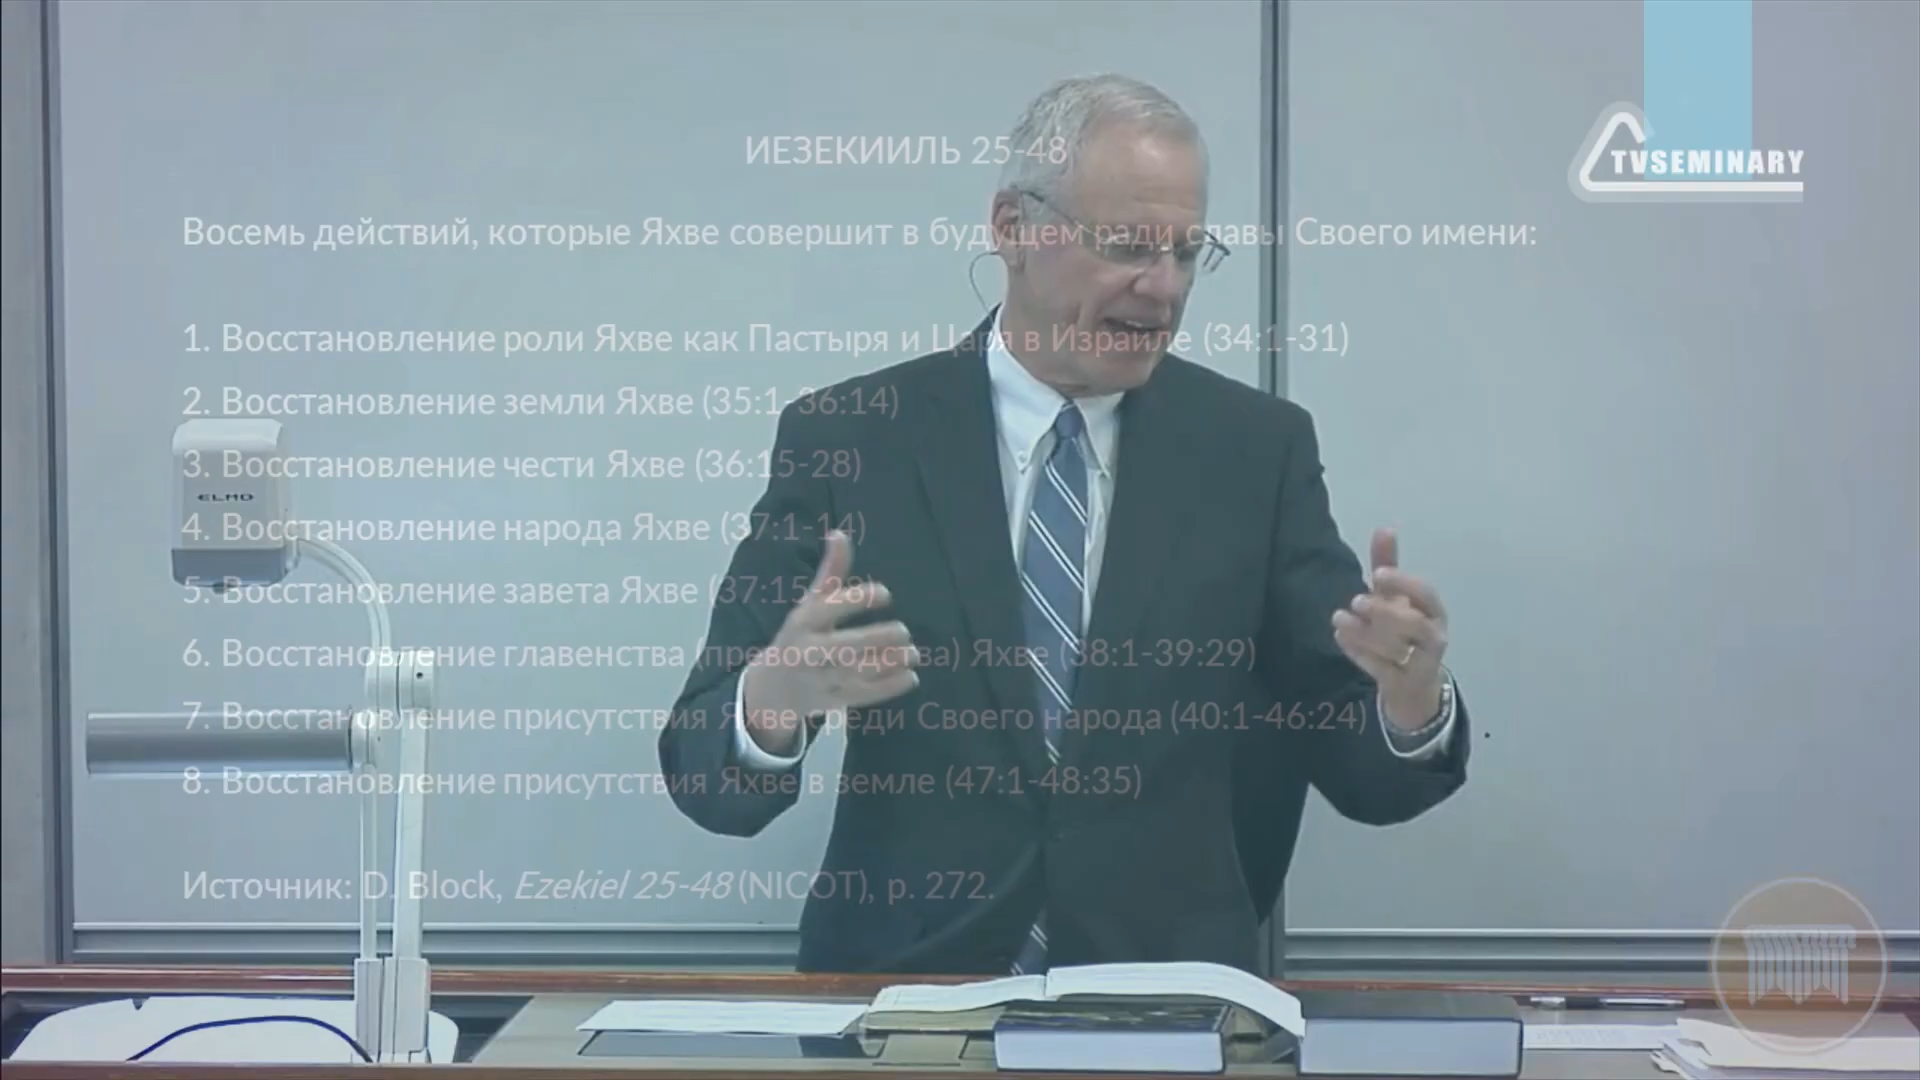 ИЕЗЕКИИЛЬ 25-48
TVSEMINARY
Восемь действий, которые Яхве совершит в будущем ради славы Своего имени:
1. Восстановление роли Яхве как Пастыря и Царя в Израиле (34:1-31)
2. Восстановление земли Яхве (35:1-36:14)
3. Восстановление чести Яхве (36:15-28)
ELMO
4. Восстановление народа Яхве (37:1-14)
5. Восстановление завета Яхве (37:15-28)
6. Восстановление главенства (превосходства) Яхве (38:1-39:29)
7. Восстановление присутствия Яхве среди Своего народа (40:1-46:24)
8. Восстановление присутствия Яхве в земле (47:1-48:35)
Источник: D. Block, Ezekiel 25-48 (NICOT), p. 272.